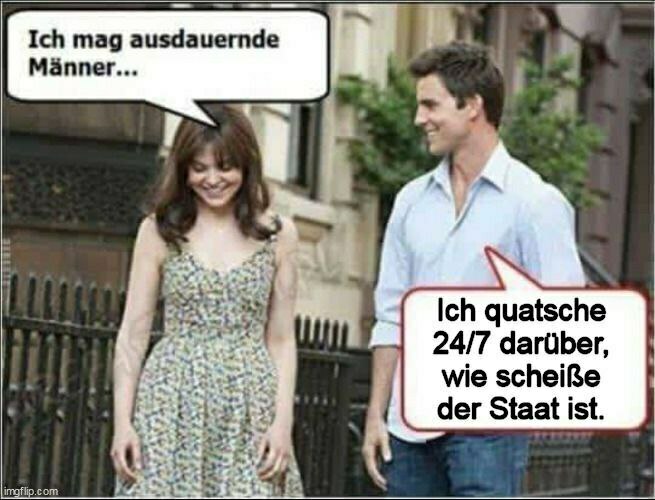 Ich mag ausdauernde
Männer...
Ich quatsche
24/7 darüber,
wie scheiße
der Staat ist.
imgflip.com